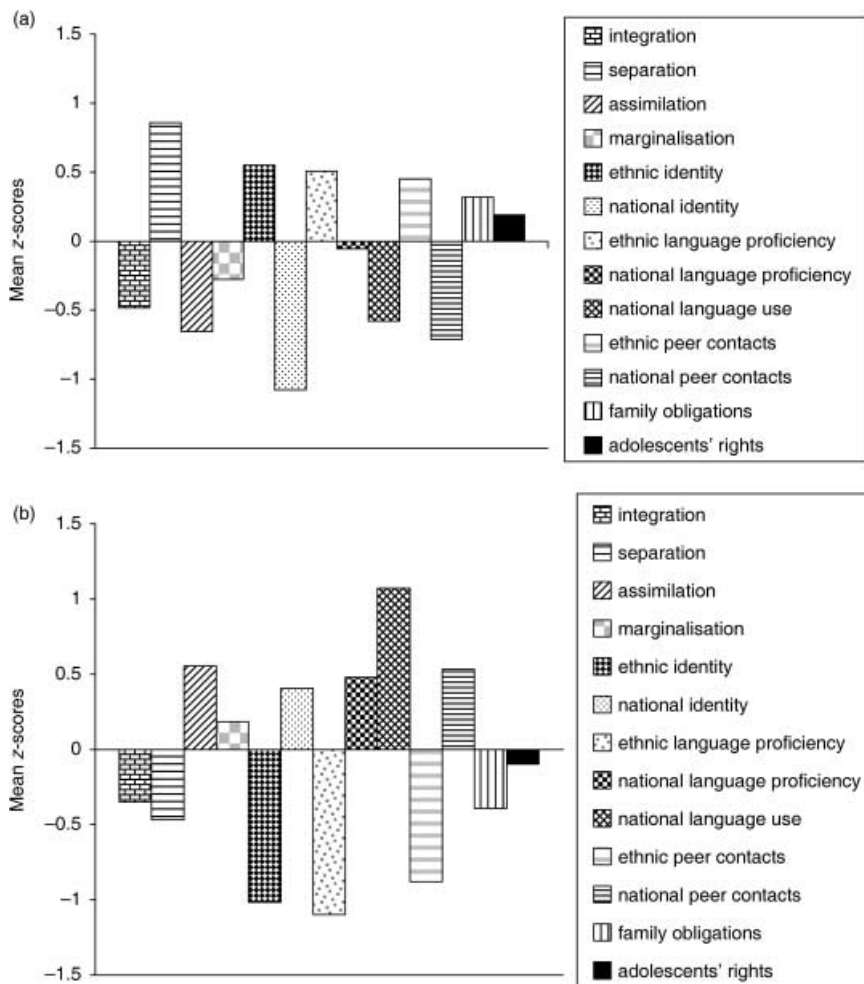 (a)
1.5
1
0.5
0
–0.5
–1
–1.5
Mean z-scores
integration
separation
assimilation
marginalisation
ethnic identity
national identity
ethnic language proficiency
national language proficiency
national language use
ethnic peer contacts
national peer contacts
family obligations
adolescents' rights
(b)
1.5
1
0.5
0
–0.5
–1
–1.5
Mean z-scores
integration
separation
assimilation
marginalisation
ethnic identity
national identity
ethnic language proficiency
national language proficiency
national language use
ethnic peer contacts
national peer contacts
family obligations
adolescents' rights